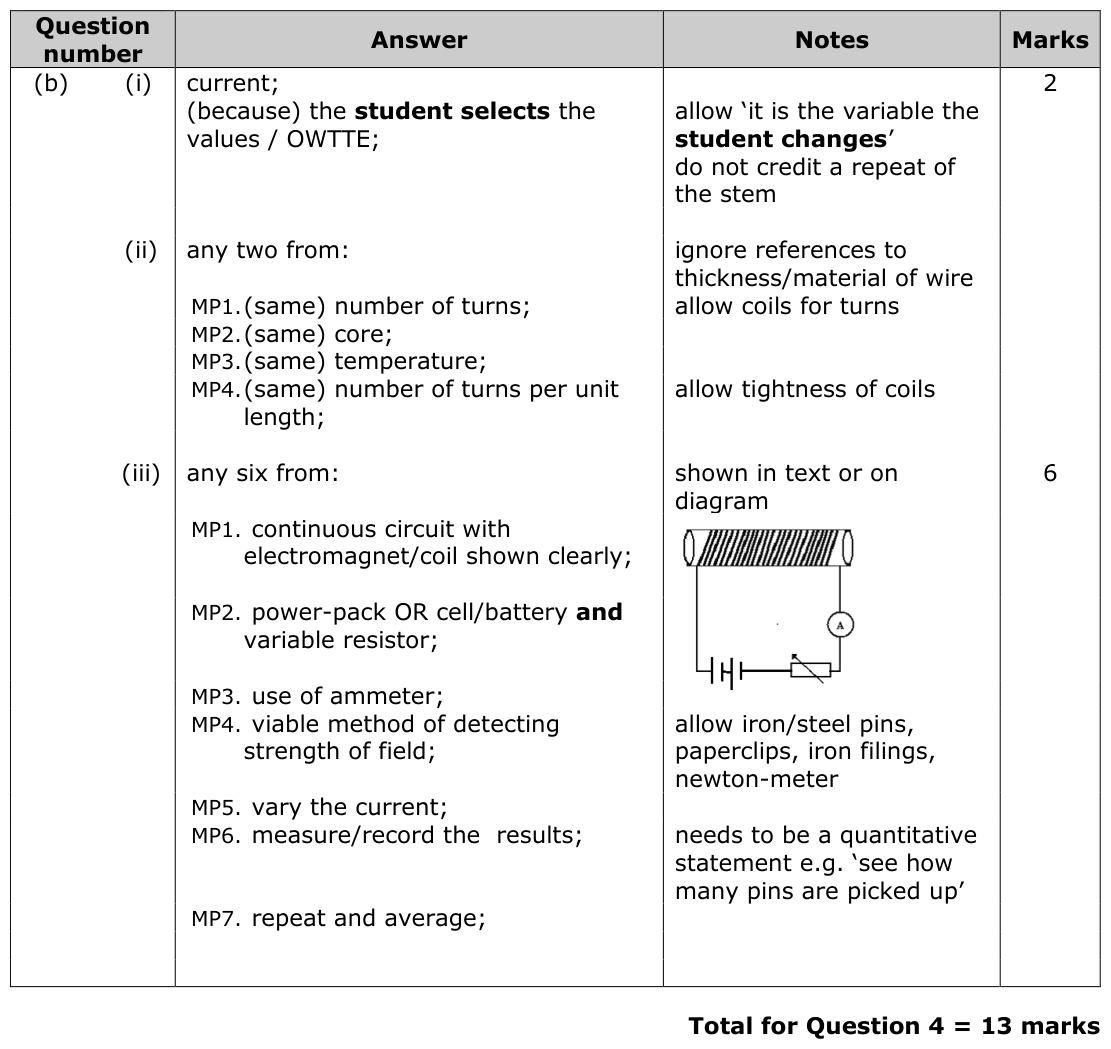 Question number
Answer
Notes
Marks
(b) (i)
current;
(because) the student selects the
values / OWTTE;
allow ‘it is the variable the
student changes’
do not credit a repeat of
the stem
2
(ii)
any two from:
MP1.(same) number of turns;
MP2.(same) core;
MP3.(same) temperature;
MP4.(same) number of turns per unit
length;
ignore references to
thickness/material of wire
allow coils for turns
allow tightness of coils
(iii)
any six from:
MP1. continuous circuit with
electromagnet/coil shown clearly;
MP2. power-pack OR cell/battery and
variable resistor;
MP3. use of ammeter;
MP4. viable method of detecting
strength of field;
MP5. vary the current;
MP6. measure/record the results;
MP7. repeat and average;
shown in text or on
diagram
A
allow iron/steel pins,
paperclips, iron filings,
newton-meter
needs to be a quantitative
statement e.g. ‘see how
many pins are picked up’
6
Total for Question 4 = 13 marks